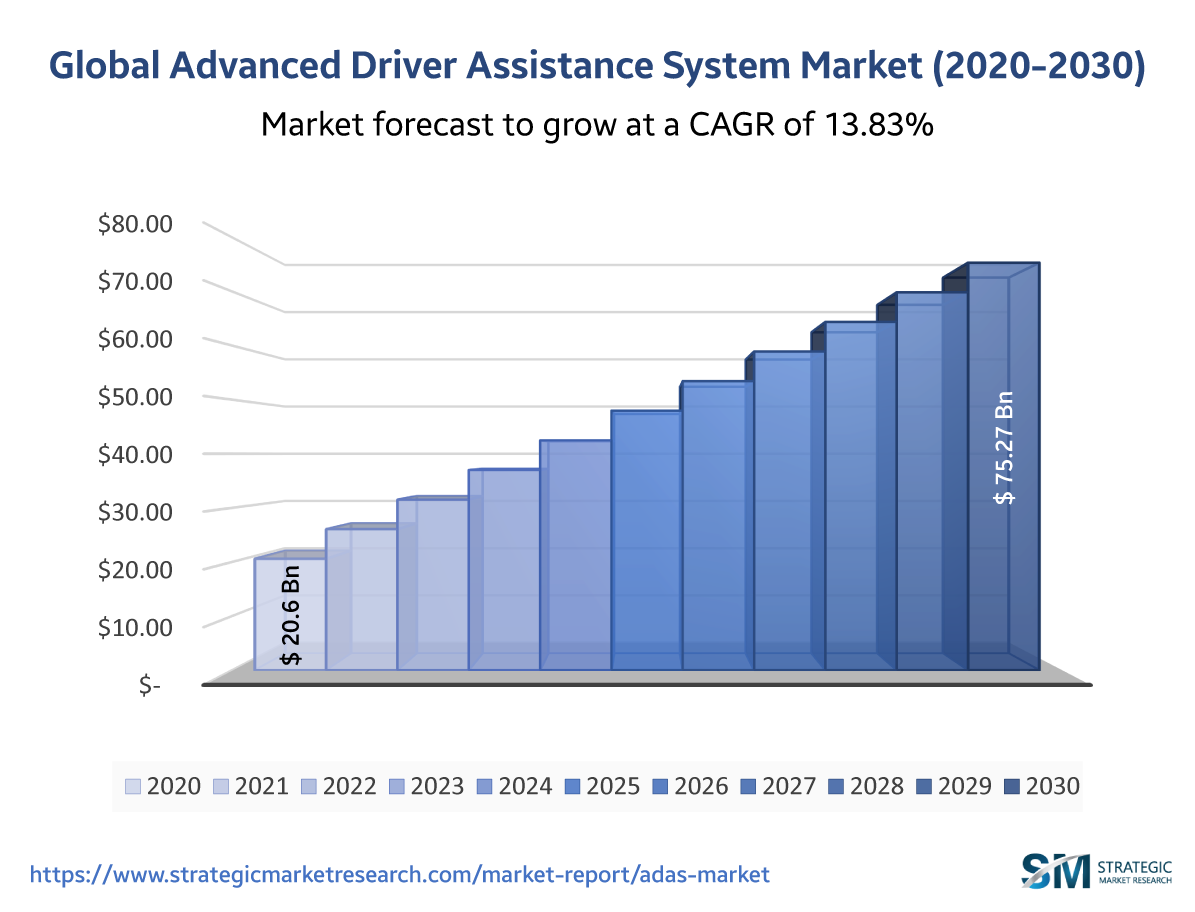 Global Advanced Driver Assistance System Market (2020–2030)
Market forecast to grow at a CAGR of 13.83%
$80.00
$70.00
$60.00
$50.00
$40.00
$30.00
$20.00
$10.00
$-
$ 20.6 Bn
$ 75.27 Bn
2020 2021 2022 2023 2024 2025 2026 2027 2028 2029 2030
https://www.strategicmarketresearch.com/market-report/adas-market
SM STRATEGIC
MARKET RESEARCH